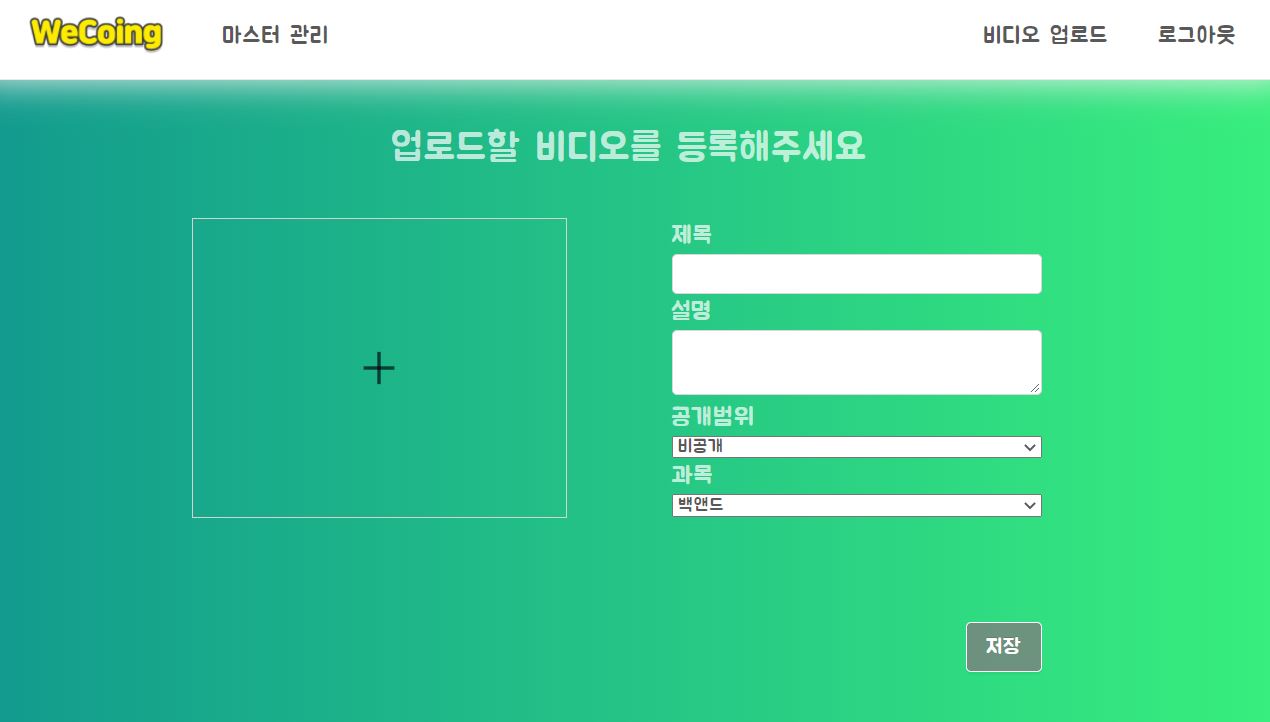 WeCoing
마스터 관리
비디오 업로드
로그아웃
업로드할 비디오를 등록해주세요
제목
설명
공개범위
비공개
과목
백앤드
저장